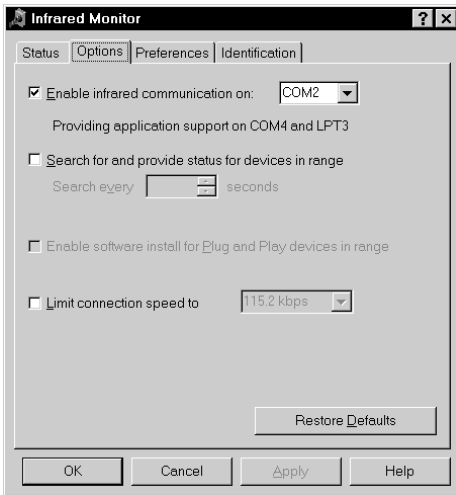 Infrared Monitor
Status Options Preferences Identification
Enable infrared communication on: COM2
Providing application support on COM4 and LPT3
Search for and provide status for devices in range
Search every seconds
Enable software install for Plug and Play devices in range
Limit connection speed to 115.2 kbps
Restore Defaults
OK Cancel Apply Help